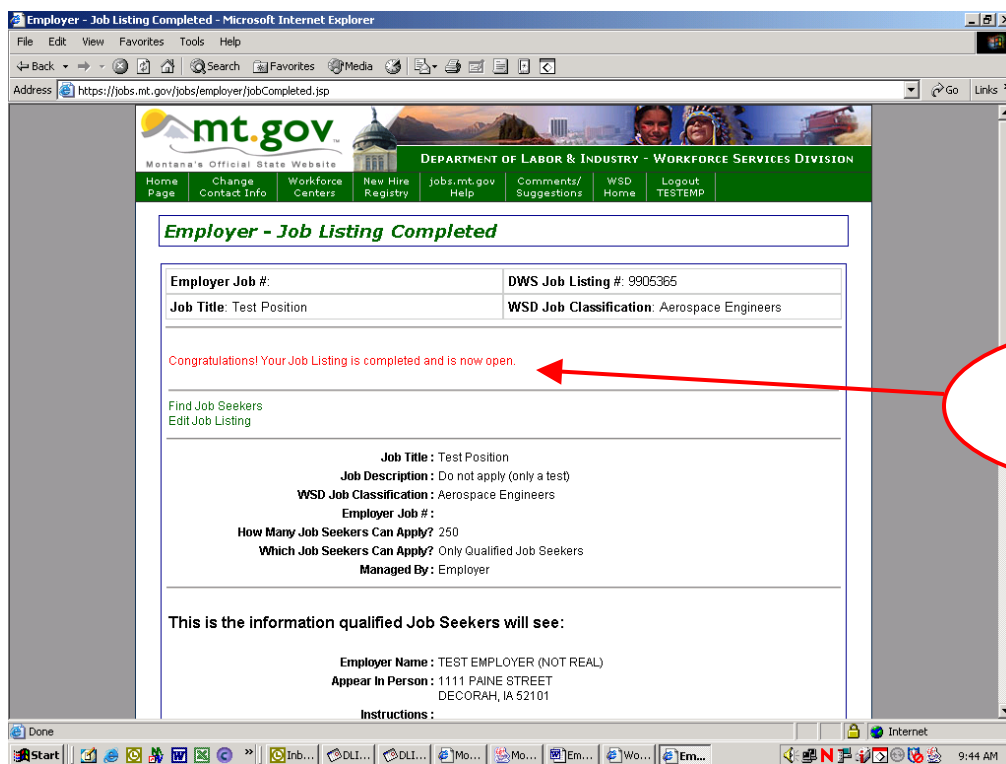 Employer - Job Listing Completed - Microsoft Internet Explorer
File Edit View Favorites Tools Help
Back Search Favorites Media
Address https://jobs.mt.gov/jobs/employer/jobCompleted.jsp Go Links
mt.gov
Montana's Official State Website
DEPARTMENT OF LABOR & INDUSTRY - WORKFORCE SERVICES DIVISION
Home Page Change Contact Info Workforce Centers New Hire Registry jobs.mt.gov Help Comments/ Suggestions WSD Home Logout TESTEMP
Employer - Job Listing Completed
Employer Job #: DWS Job Listing #: 9905365
Job Title: Test Position WSD Job Classification: Aerospace Engineers
Congratulations! Your Job Listing is completed and is now open.
Find Job Seekers
Edit Job Listing
Job Title : Test Position
Job Description : Do not apply (only a test)
WSD Job Classification : Aerospace Engineers
Employer Job # :
How Many Job Seekers Can Apply? 250
Which Job Seekers Can Apply? Only Qualified Job Seekers
Managed By : Employer
This is the information qualified Job Seekers will see:
Employer Name : TEST EMPLOYER (NOT REAL)
Appear In Person : 1111 PAINE STREET
DECORAH, IA 52101
Instructions :
Done Internet
Start Inb... DLI... DLI... Mo... Mo... Em... Wo... Em... 9:44 AM